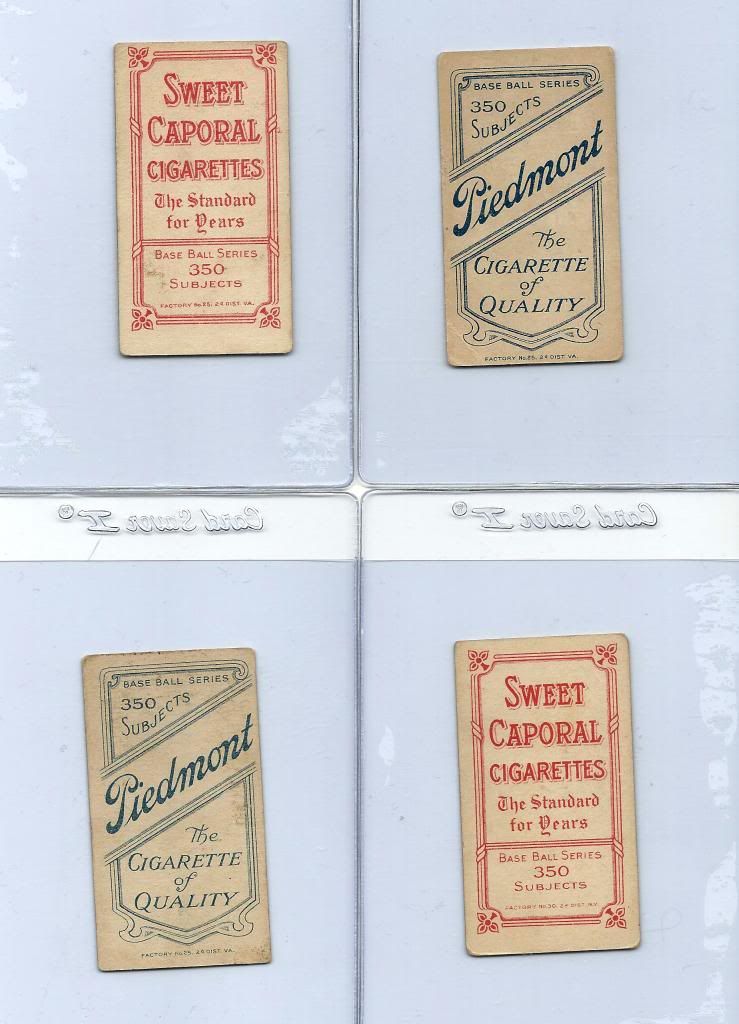 SWEET
CAPORAL
CIGARETTES
The Standard
for Years
BASE BALL SERIES
350
SUBJECTS
FACTORY No. 25, 2d DIST. VA.
BASE BALL SERIES
350
SUBJECTS
Piedmont
The
CIGARETTE
of
QUALITY
FACTORY No. 25, 2d DIST. VA.
Card Saver I®
Card Saver I®
BASE BALL SERIES
350
SUBJECTS
Piedmont
The
CIGARETTE
of
QUALITY
FACTORY No. 25, 2d DIST. VA.
SWEET
CAPORAL
CIGARETTES
The Standard
for Years
BASE BALL SERIES
350
SUBJECTS
FACTORY No. 30, 2d DIST. N.Y.